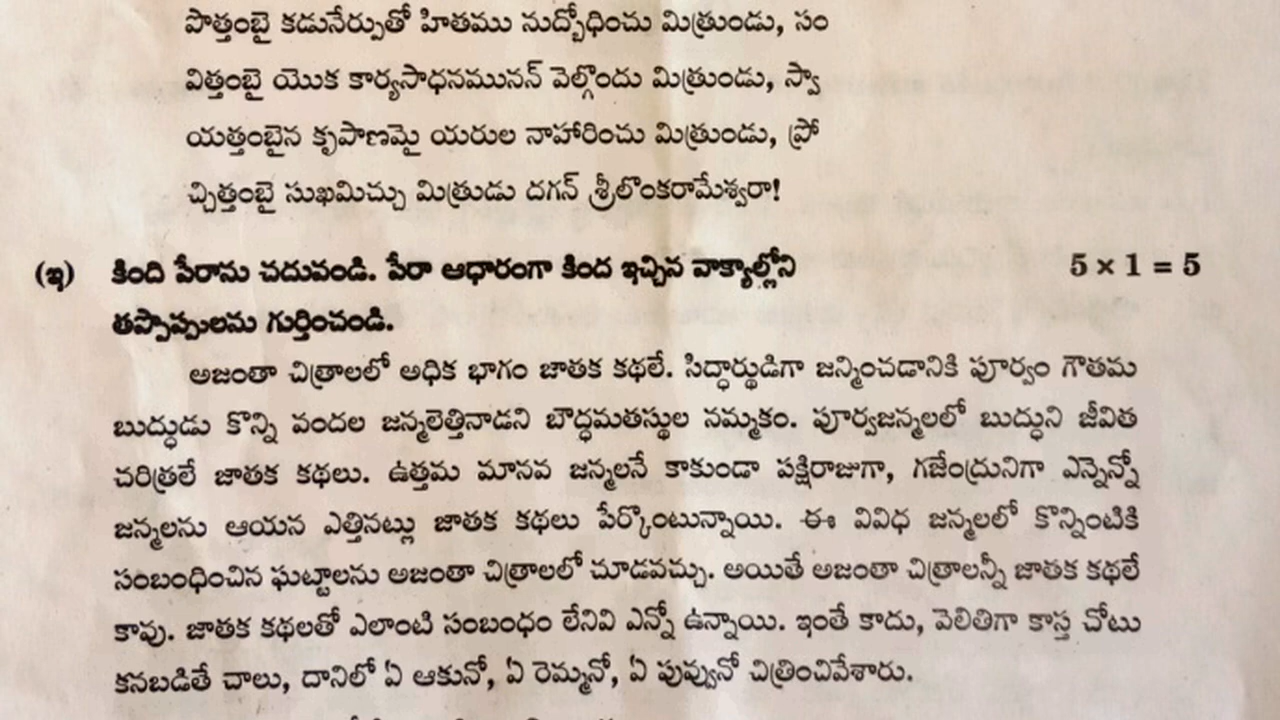 పొత్తంబై కడునేర్పుతో హితము నుద్బోధించు మిత్రుండు, సం
విత్తంబై యొక కార్యసాధనమునన్ వెల్గొందు మిత్రుండు, స్వా
యత్తంబైన కృపాణమై యరుల నాహారించు మిత్రుండు, ప్రో
చ్చిత్తంబై సుఖమిచ్చు మిత్రుడు దగన్ శ్రీలొంకరామేశ్వరా!
(ఇ) కింది పేరాను చదువండి. పేరా ఆధారంగా కింద ఇచ్చిన వాక్యాల్లోని 5 × 1 = 5
తప్పొప్పులను గుర్తించండి.
అజంతా చిత్రాలలో అధిక భాగం జాతక కథలే. సిద్ధార్థుడిగా జన్మించడానికి పూర్వం గౌతమ
బుద్ధుడు కొన్ని వందల జన్మలెత్తినాడని బౌద్ధమతస్థుల నమ్మకం. పూర్వజన్మలలో బుద్ధుని జీవిత
చరిత్రలే జాతక కథలు. ఉత్తమ మానవ జన్మలనే కాకుండా పక్షిరాజుగా, గజేంద్రునిగా ఎన్నెన్నో
జన్మలను ఆయన ఎత్తినట్లు జాతక కథలు పేర్కొంటున్నాయి. ఈ వివిధ జన్మలలో కొన్నింటికి
సంబంధించిన ఘట్టాలను అజంతా చిత్రాలలో చూడవచ్చు. అయితే అజంతా చిత్రాలన్నీ జాతక కథలే
కావు. జాతక కథలతో ఎలాంటి సంబంధం లేనివి ఎన్నో ఉన్నాయి. ఇంతే కాదు, వెలితిగా కాస్త చోటు
కనబడితే చాలు, దానిలో ఏ ఆకునో, ఏ రెమ్మనో, ఏ పువ్వునో చిత్రించివేశారు.